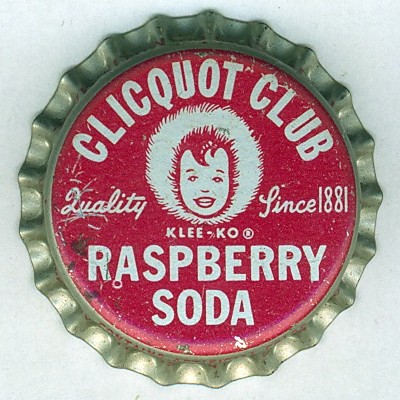 CLICQUOT CLUB
Quality Since 1881
KLEE-KO®
RASPBERRY
SODA